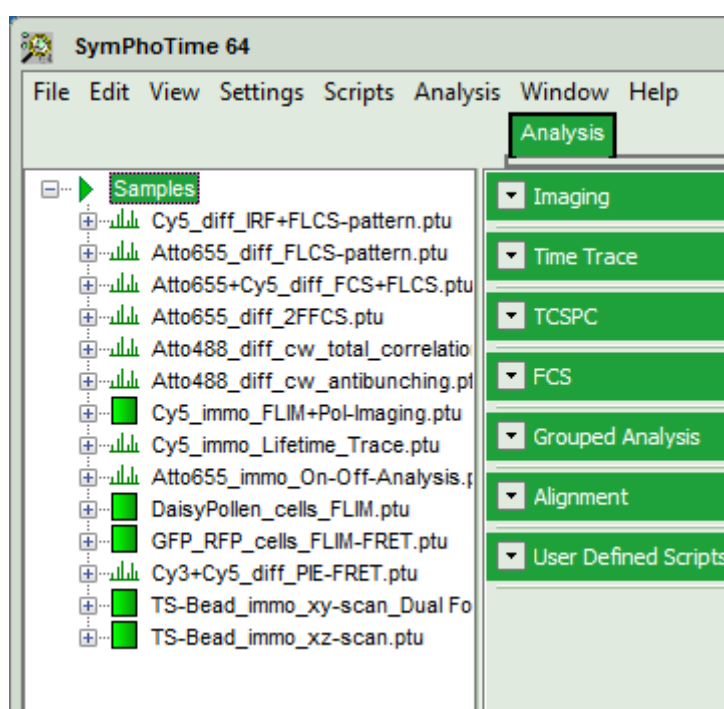 SymPhoTime 64
File Edit View Settings Scripts Analysis Window Help
Analysis
Samples
Cy5_diff_IRF+FLCS-pattern.ptu
Atto655_diff_FLCS-pattern.ptu
Atto655+Cy5_diff_FCS+FLCS.ptu
Atto655_diff_2FFCS.ptu
Atto488_diff_cw_total_correlatio
Atto488_diff_cw_antibunching.pt
Cy5_immo_FLIM+Pol-Imaging.ptu
Cy5_immo_Lifetime_Trace.ptu
Atto655_immo_On-Off-Analysis.p
DaisyPollen_cells_FLIM.ptu
GFP_RFP_cells_FLIM-FRET.ptu
Cy3+Cy5_diff_PIE-FRET.ptu
TS-Bead_immo_xy-scan_Dual Fo
TS-Bead_immo_xz-scan.ptu
Imaging
Time Trace
TCSPC
FCS
Grouped Analysis
Alignment
User Defined Scripts